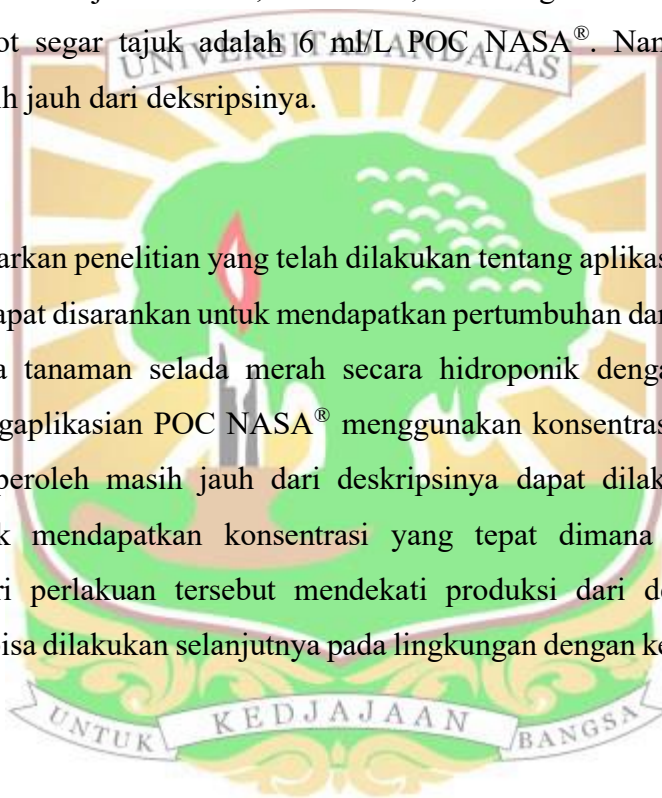 ot segar tajuk adalah 6 ml/L POC NASA®. Nam
UNIVERSITAS ANDALAS
ih jauh dari deksripsinya.
arkan penelitian yang telah dilakukan tentang aplikas
apat disarankan untuk mendapatkan pertumbuhan dan
a tanaman selada merah secara hidroponik denga
gaplikasian POC NASA® menggunakan konsentras
peroleh masih jauh dari deskripsinya dapat dilak
k mendapatkan konsentrasi yang tepat dimana
ri perlakuan tersebut mendekati produksi dari de
bisa dilakukan selanjutnya pada lingkungan dengan ke
UNTUK KEDJAJAAN BANGSA